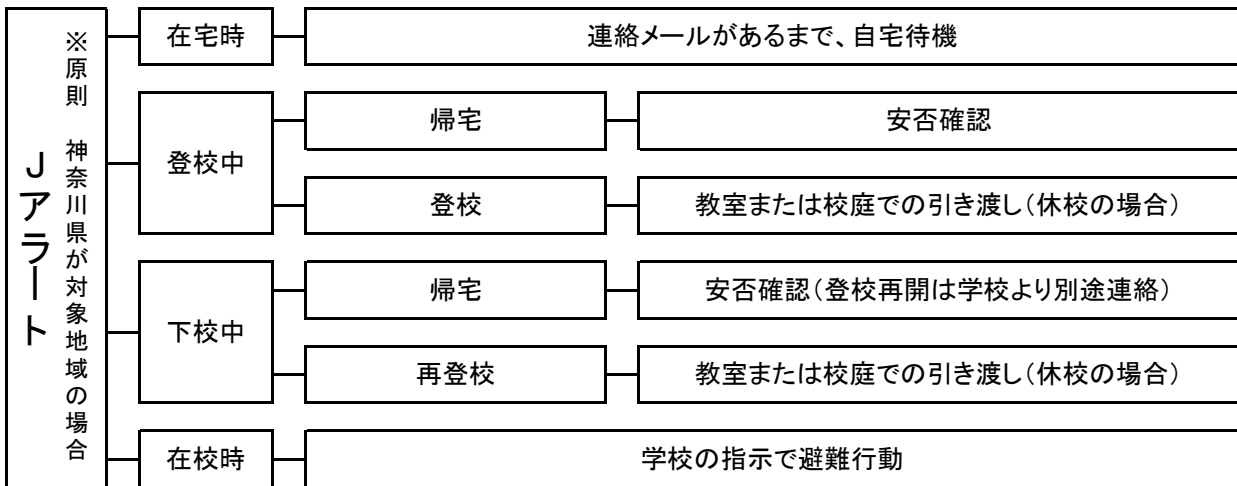 Jアラート
※原則　神奈川県が対象地域の場合
在宅時
連絡メールがあるまで、自宅待機
登校中
帰宅
安否確認
登校
教室または校庭での引き渡し（休校の場合）
下校中
帰宅
安否確認（登校再開は学校より別途連絡）
再登校
教室または校庭での引き渡し（休校の場合）
在校時
学校の指示で避難行動